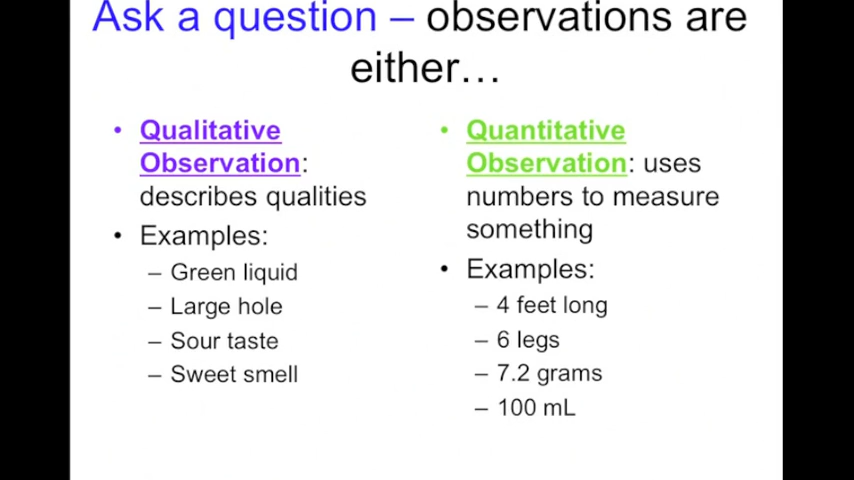 Ask a question – observations are
either…
• Qualitative
Observation:
describes qualities
• Examples:
– Green liquid
– Large hole
– Sour taste
– Sweet smell
• Quantitative
Observation: uses
numbers to measure
something
• Examples:
– 4 feet long
– 6 legs
– 7.2 grams
– 100 mL